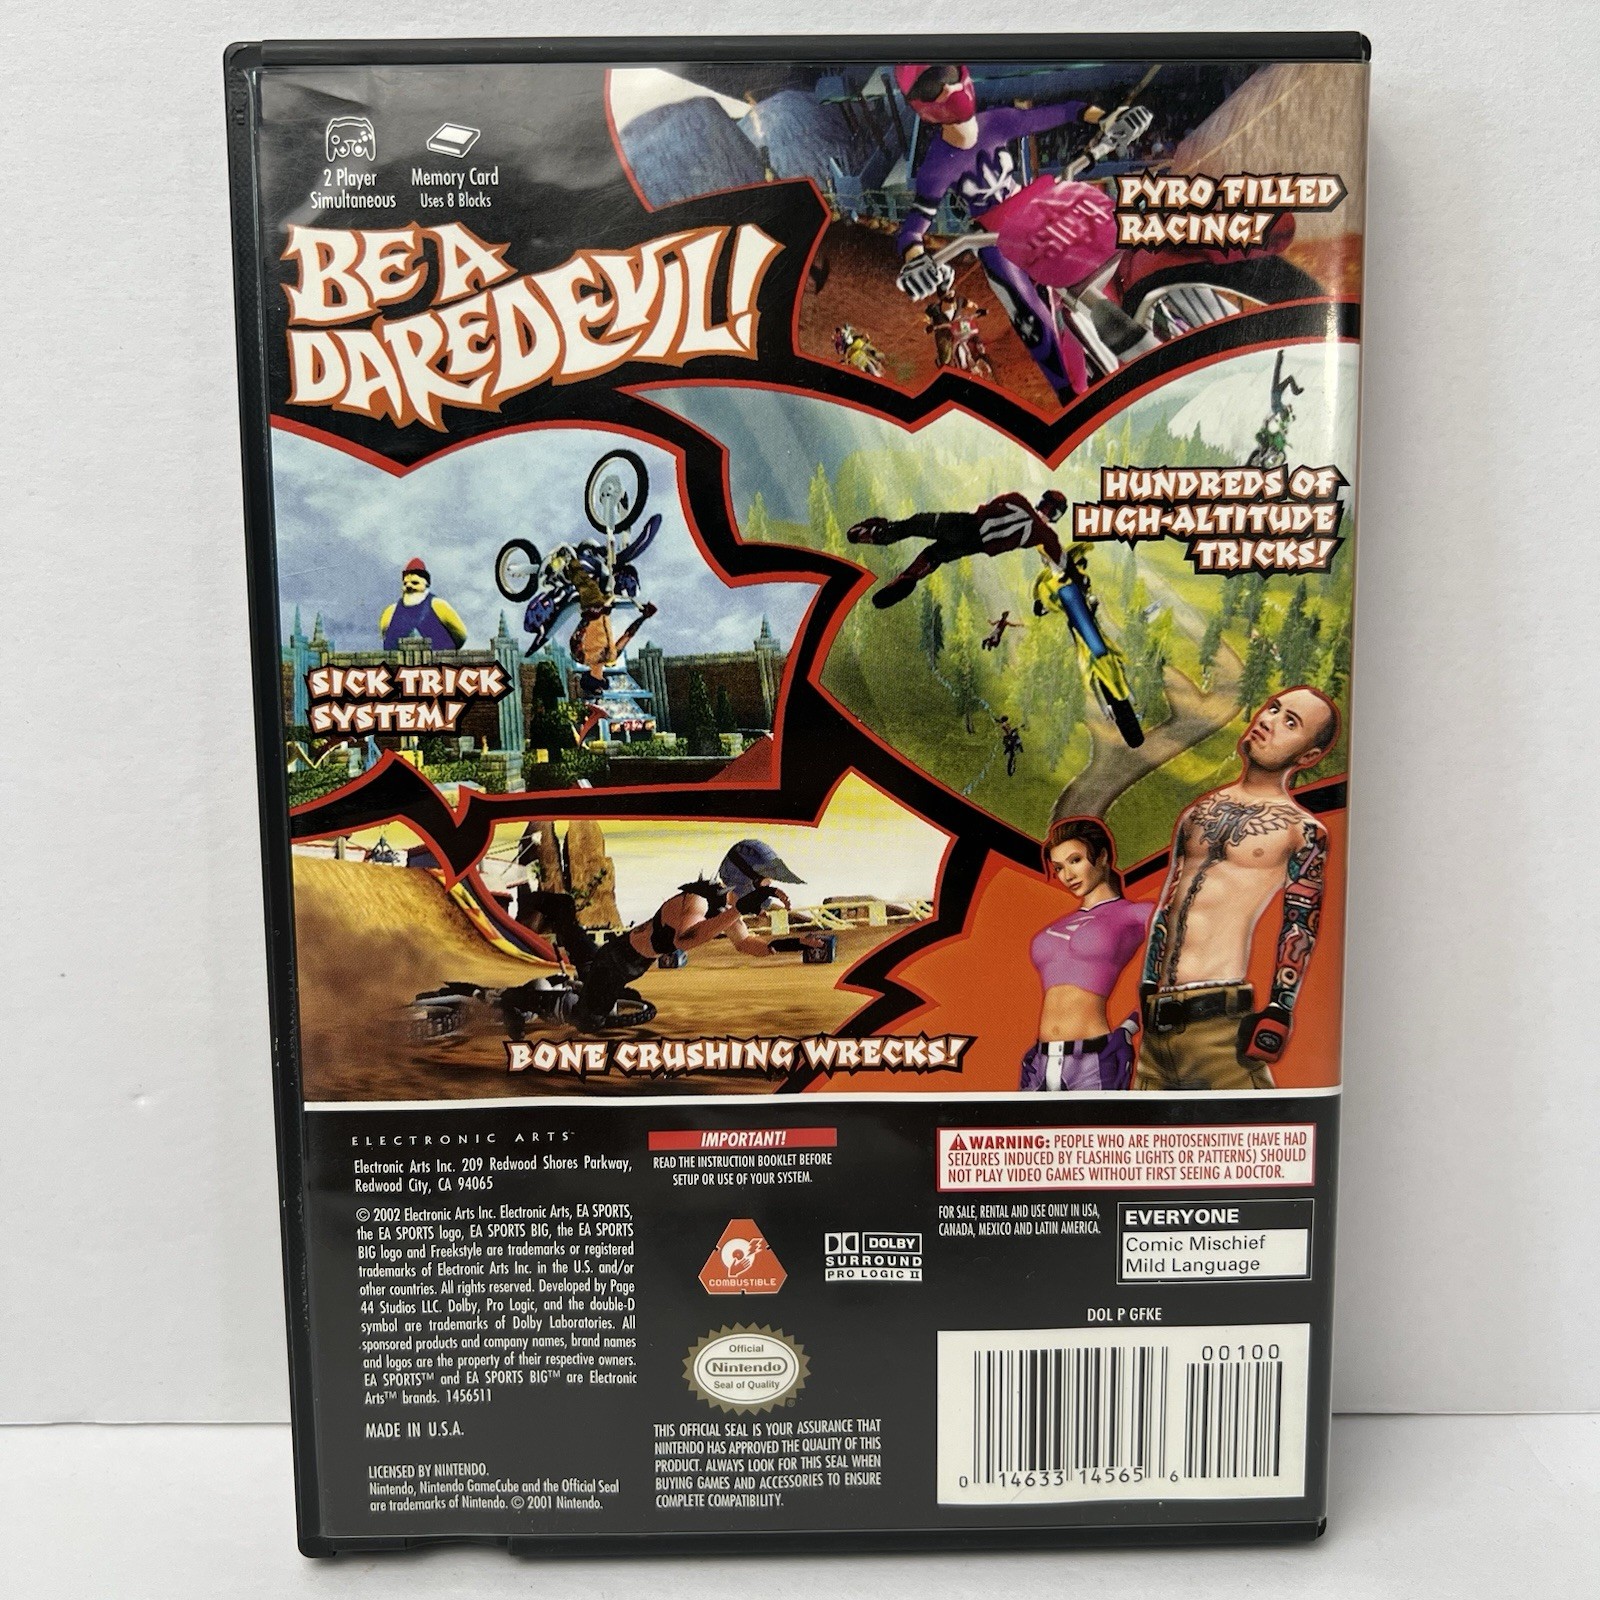 2 Player
Simultaneous
Memory Card
Uses 8 Blocks
BE A
DAREDEVIL!
PYRO FILLED
RACING!
HUNDREDS OF
HIGH-ALTITUDE
TRICKS!
SICK TRICK
SYSTEM!
BONE CRUSHING WRECKS!
ELECTRONIC ARTS™
Electronic Arts Inc. 209 Redwood Shores Parkway,
Redwood City, CA 94065
© 2002 Electronic Arts Inc. Electronic Arts, EA SPORTS,
the EA SPORTS logo, EA SPORTS BIG, the EA SPORTS
BIG logo and Freekstyle are trademarks or registered
trademarks of Electronic Arts Inc. in the U.S. and/or
other countries. All rights reserved. Developed by Page
44 Studios LLC. Dolby, Pro Logic, and the double-D
symbol are trademarks of Dolby Laboratories. All
sponsored products and company names, brand names
and logos are the property of their respective owners.
EA SPORTS™ and EA SPORTS BIG™ are Electronic
Arts™ brands. 1456511
MADE IN U.S.A.
LICENSED BY NINTENDO.
Nintendo, Nintendo GameCube and the Official Seal
are trademarks of Nintendo. © 2001 Nintendo.
IMPORTANT!
READ THE INSTRUCTION BOOKLET BEFORE
SETUP OR USE OF YOUR SYSTEM.
COMBUSTIBLE
DOLBY
SURROUND
PRO LOGIC II
Official
Nintendo
Seal of Quality
®
THIS OFFICIAL SEAL IS YOUR ASSURANCE THAT
NINTENDO HAS APPROVED THE QUALITY OF THIS
PRODUCT. ALWAYS LOOK FOR THIS SEAL WHEN
BUYING GAMES AND ACCESSORIES TO ENSURE
COMPLETE COMPATIBILITY.
WARNING: PEOPLE WHO ARE PHOTOSENSITIVE (HAVE HAD
SEIZURES INDUCED BY FLASHING LIGHTS OR PATTERNS) SHOULD
NOT PLAY VIDEO GAMES WITHOUT FIRST SEEING A DOCTOR.
FOR SALE, RENTAL AND USE ONLY IN USA,
CANADA, MEXICO AND LATIN AMERICA.
EVERYONE
Comic Mischief
Mild Language
DOL P GFKE
00100
0 14633 14565 6